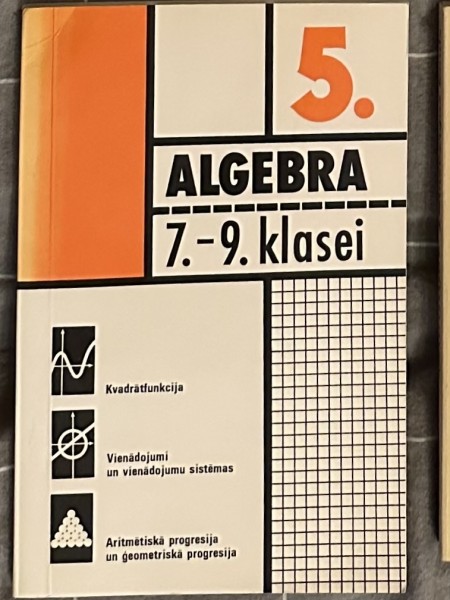 5.
ALGEBRA
7.-9. klasei
Kvadrātfunkcija
Vienādojumi
un vienādojumu sistēmas
Aritmētiskā progresija
un ģeometriskā progresija